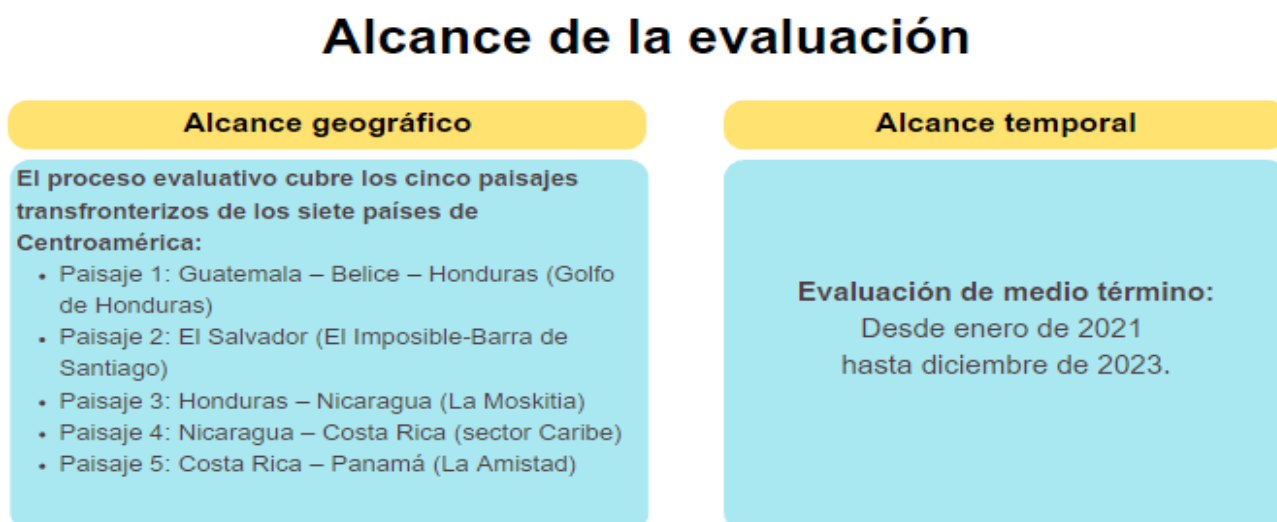 Alcance de la evaluación
Alcance geográfico
El proceso evaluativo cubre los cinco paisajes
transfronterizos de los siete países de
Centroamérica:
• Paisaje 1: Guatemala – Belice – Honduras (Golfo
de Honduras)
• Paisaje 2: El Salvador (El Imposible-Barra de
Santiago)
• Paisaje 3: Honduras – Nicaragua (La Moskitia)
• Paisaje 4: Nicaragua – Costa Rica (sector Caribe)
• Paisaje 5: Costa Rica – Panamá (La Amistad)
Alcance temporal
Evaluación de medio término:
Desde enero de 2021
hasta diciembre de 2023.